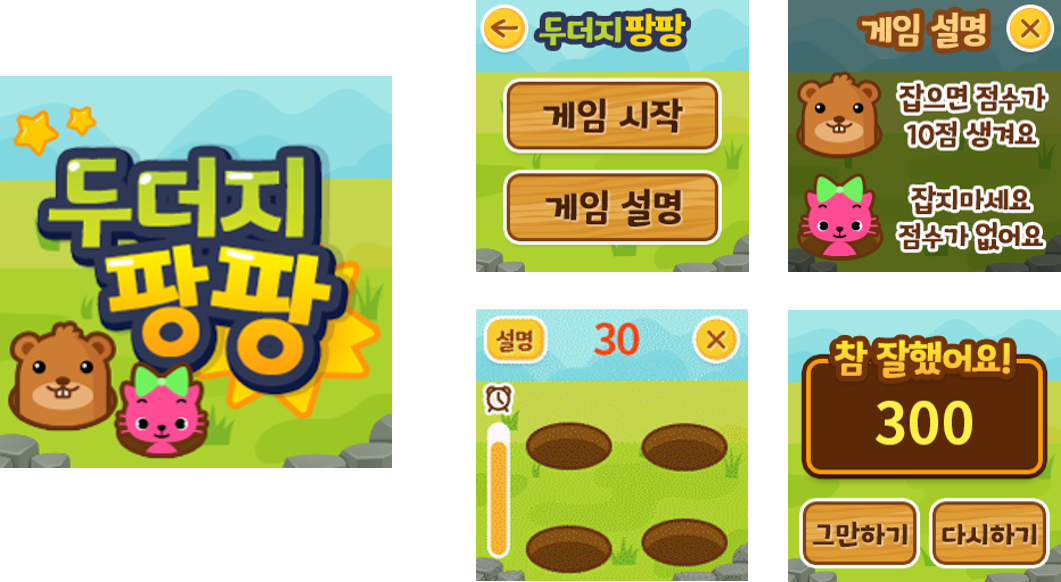 두더지
팡팡
두더지팡팡
게임 시작
게임 설명
게임 설명
잡으면 점수가
10점 생겨요
잡지마세요
점수가 없어요
설명
30
참 잘했어요!
300
그만하기
다시하기